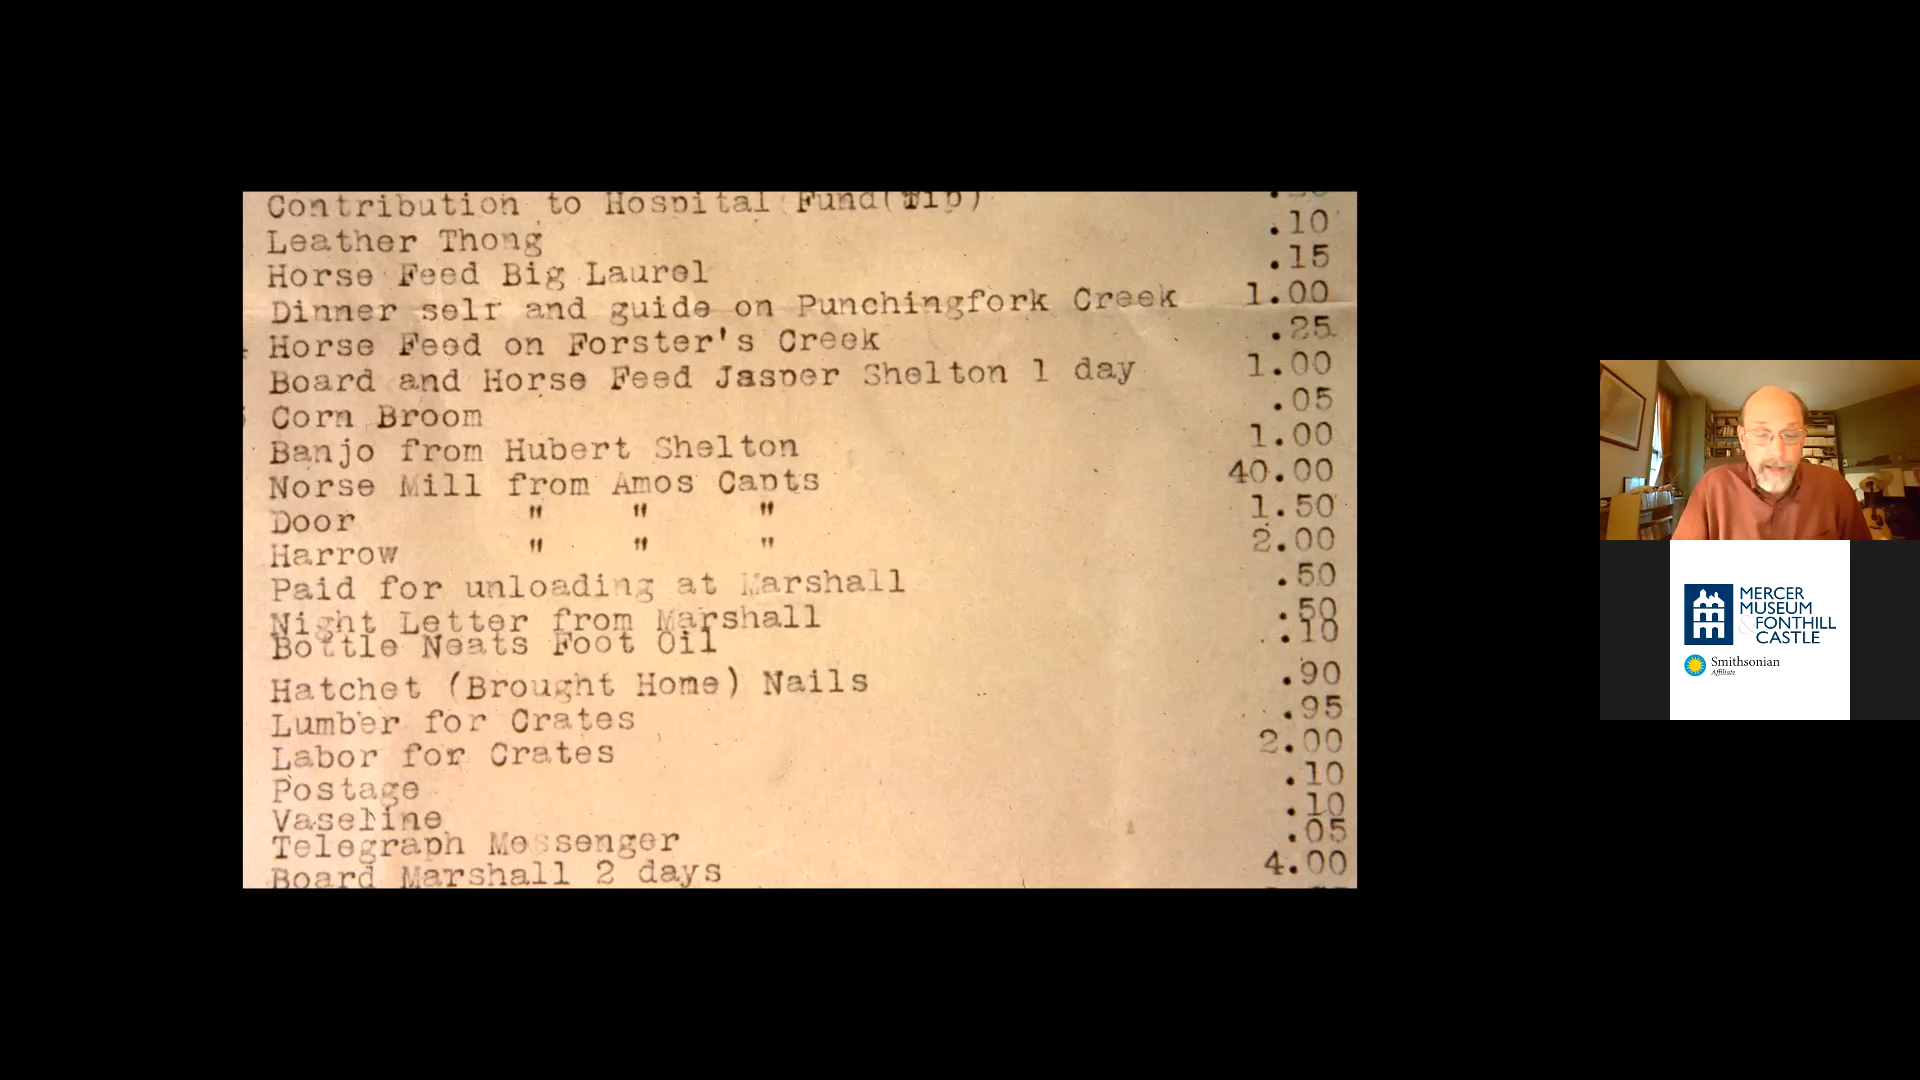 Contribution to Hospital Fund(Tip)
Leather Thong .10
Horse Feed Big Laurel .15
Dinner self and guide on Punchingfork Creek 1.00
Horse Feed on Forster's Creek .25
Board and Horse Feed Jasper Shelton 1 day 1.00
Corn Broom .05
Banjo from Hubert Shelton 1.00
Norse Mill from Amos Capts 40.00
Door " " " 1.50
Harrow " " " 2.00
Paid for unloading at Marshall .50
Night Letter from Marshall .50
Bottle Neats Foot Oil .10
Hatchet (Brought Home) Nails .90
Lumber for Crates .95
Labor for Crates 2.00
Postage .10
Vaseline .10
Telegraph Messenger .05
Board Marshall 2 days 4.00
MERCER
MUSEUM
& FONTHILL
CASTLE
Smithsonian
Affiliate